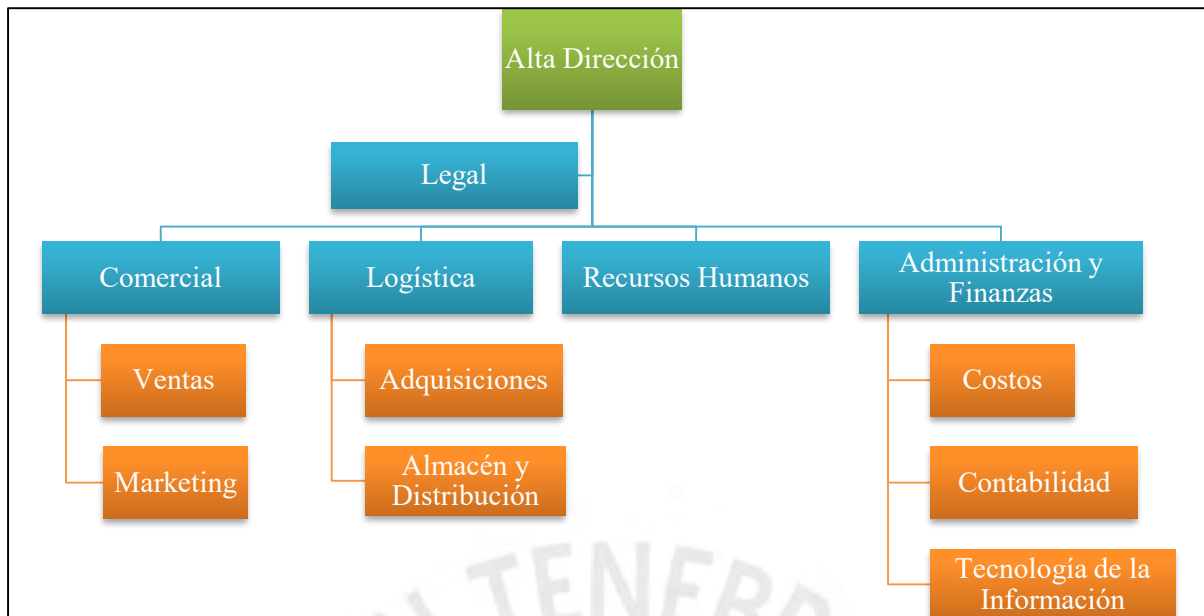 Alta Dirección
Legal
Comercial
Logística
Recursos Humanos
Administración y
Finanzas
Ventas
Adquisiciones
Costos
Marketing
Almacén y
Distribución
Contabilidad
Tecnología de la
Información